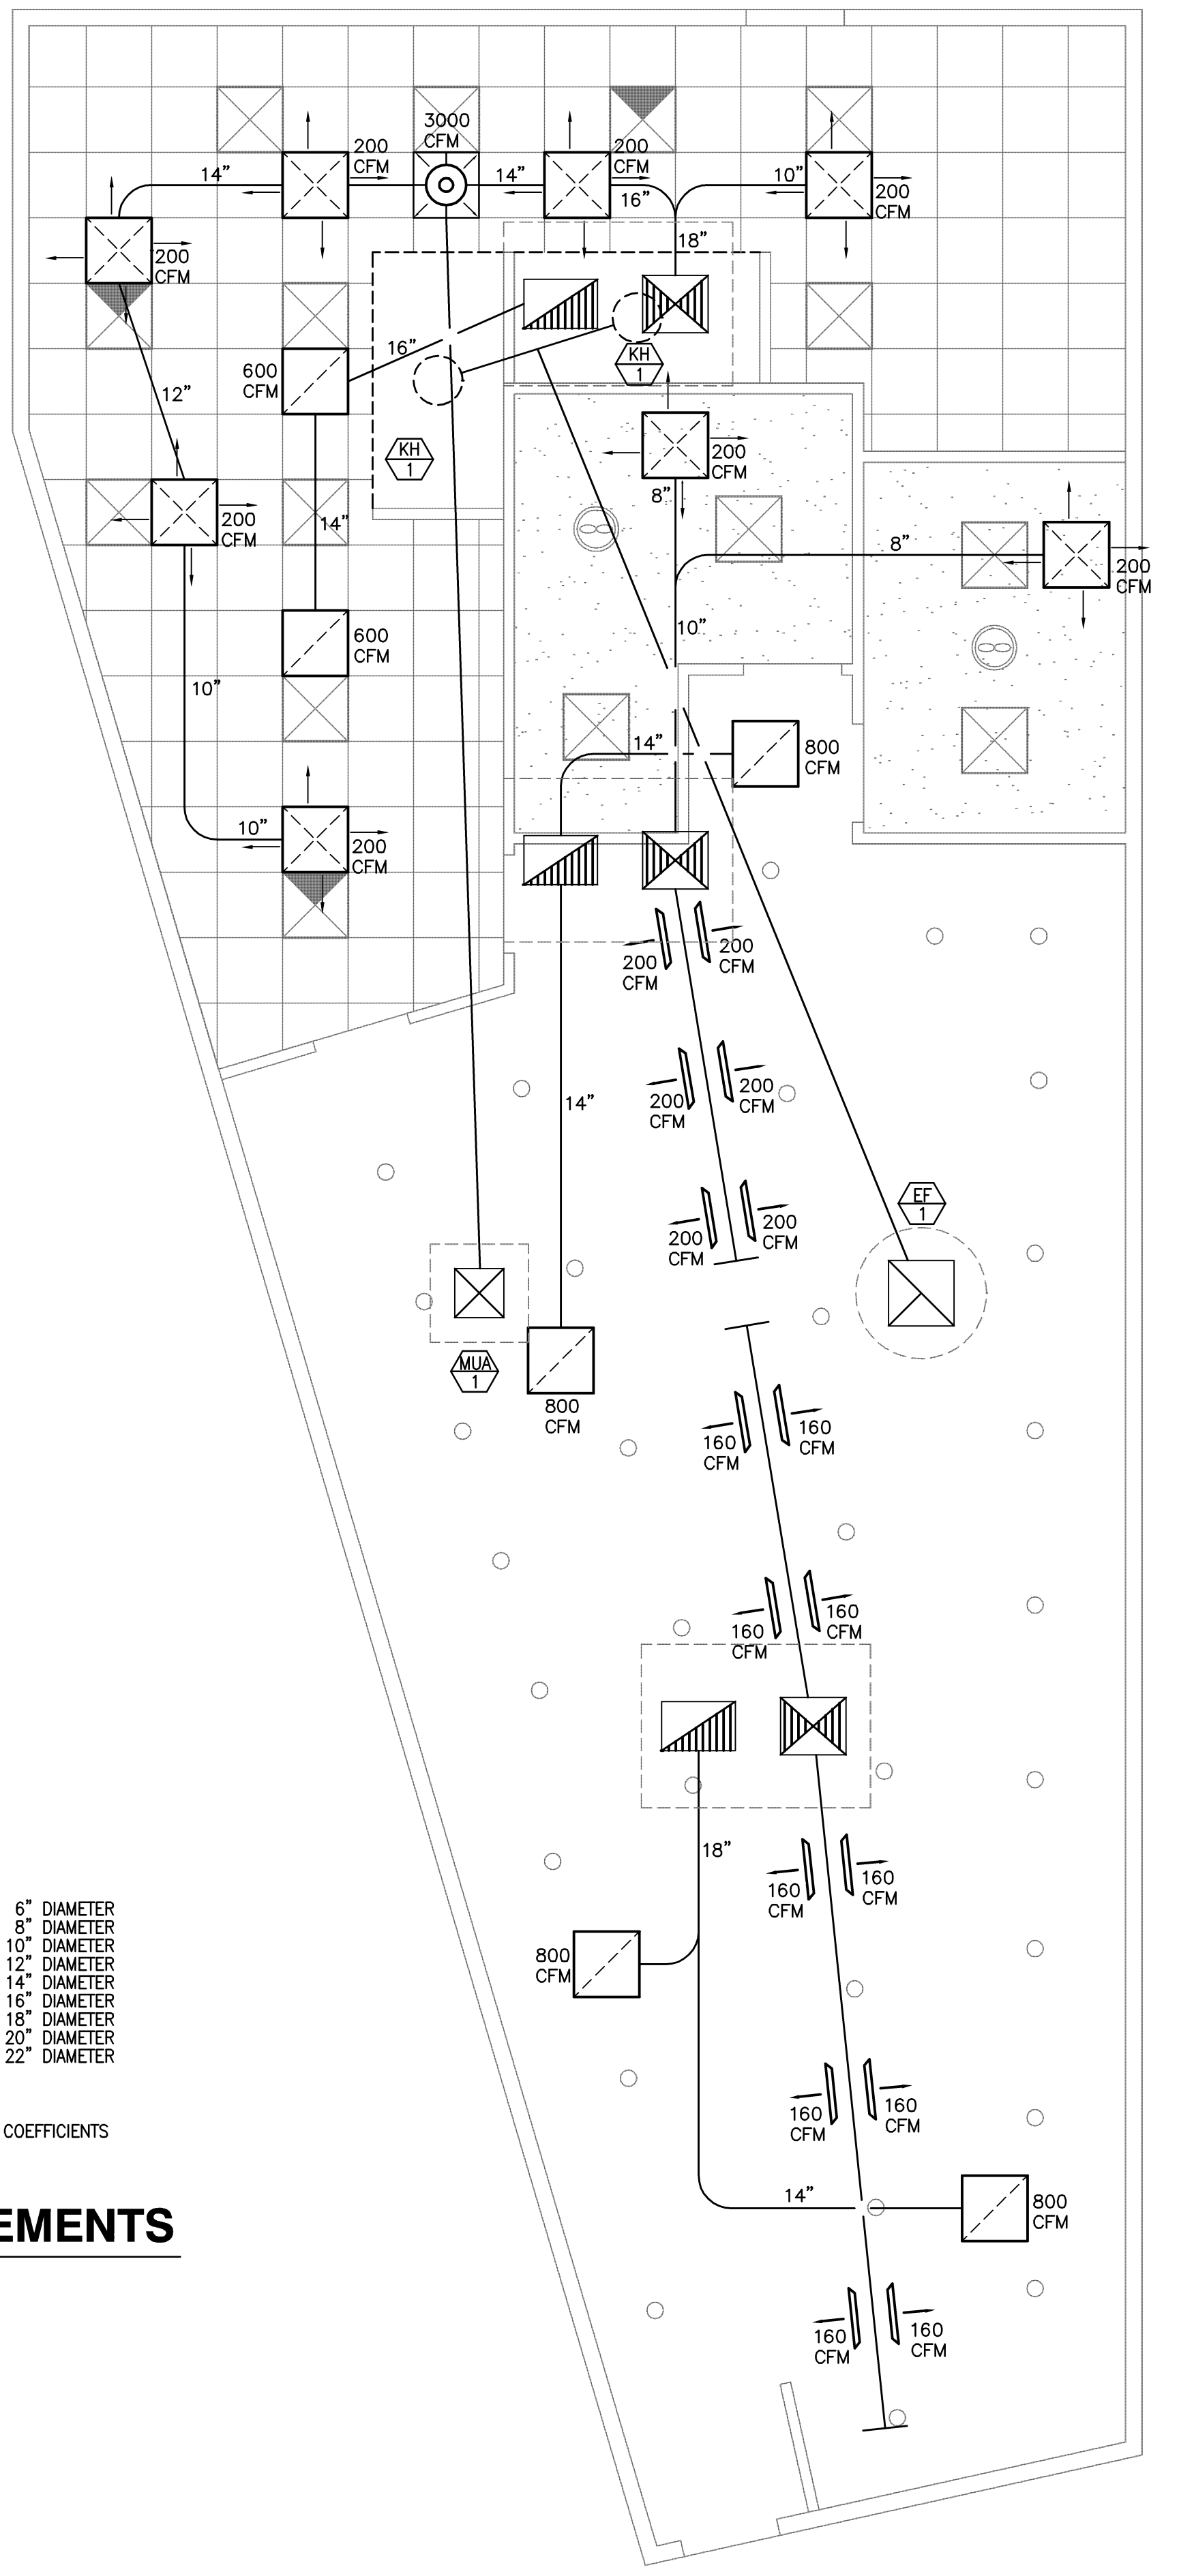 3000
CFM
200
CFM
200
CFM
14”
14”
16”
10”
200
CFM
18”
200
CFM
16”
KH
1
600
CFM
12”
KH
1
200
CFM
8”
200
CFM
14”
8”
200
CFM
10”
600
CFM
10”
14”
800
CFM
10”
200
CFM
200
CFM
200
CFM
200
CFM
200
CFM
14”
EF
1
200
CFM
200
CFM
MUA
1
800
CFM
160
CFM
160
CFM
160
CFM
160
CFM
18”
160
CFM
160
CFM
6” DIAMETER
8” DIAMETER
10” DIAMETER
12” DIAMETER
14” DIAMETER
16” DIAMETER
18” DIAMETER
20” DIAMETER
22” DIAMETER
800
CFM
160
CFM
160
CFM
COEFFICIENTS
14”
800
CFM
EMENTS
160
CFM
160
CFM